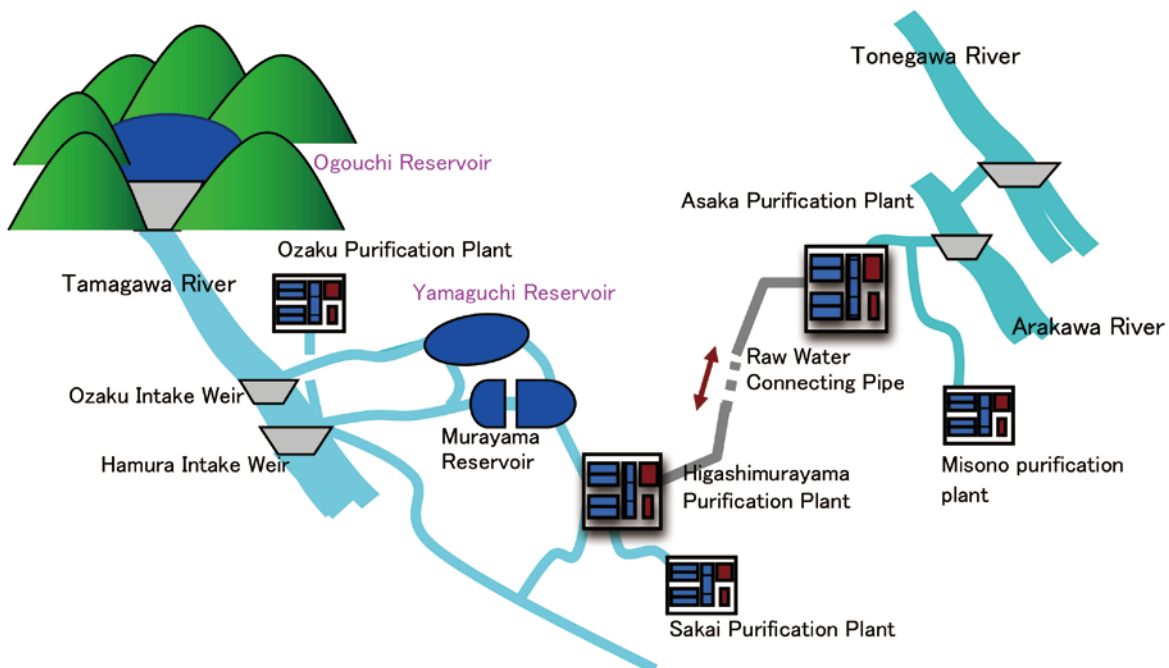 Tonegawa River
Ogouchi Reservoir
Asaka Purification Plant
Ozaku Purification Plant
Tamagawa River
Yamaguchi Reservoir
Arakawa River
Raw Water
Connecting Pipe
Ozaku Intake Weir
Murayama
Reservoir
Hamura Intake Weir
Higashimurayama
Purification Plant
Misono purification
plant
Sakai Purification Plant